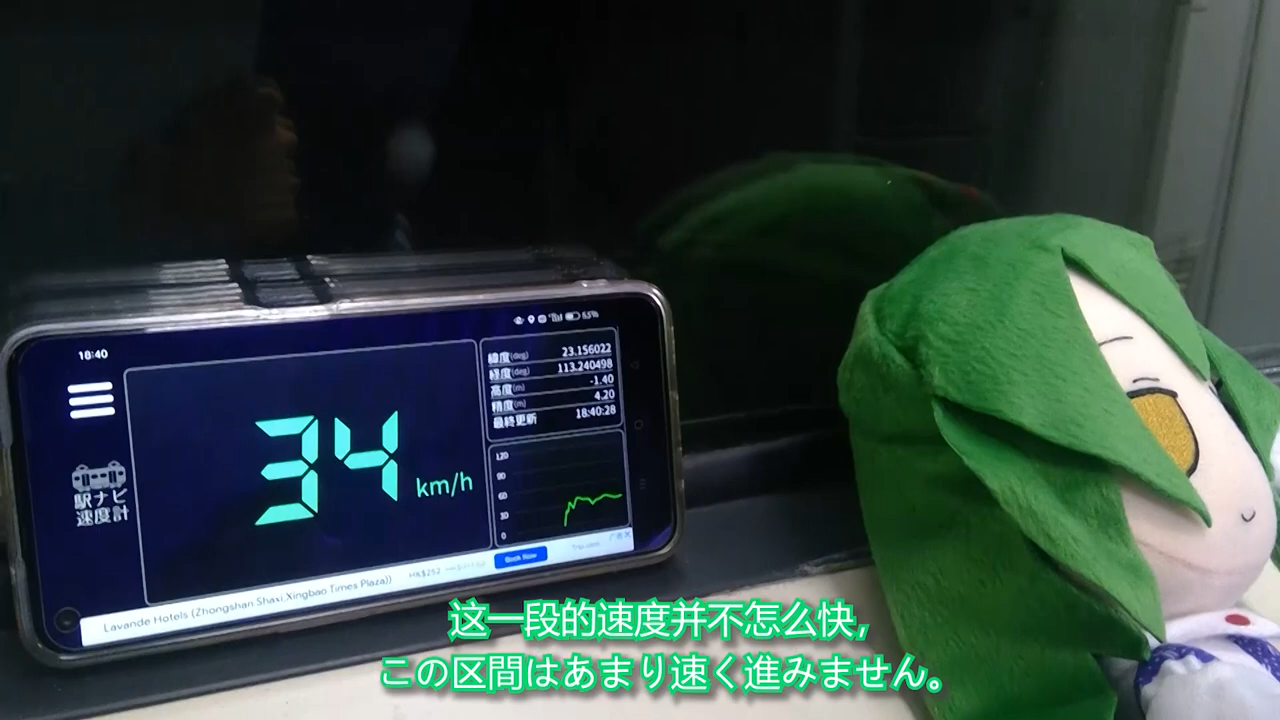 18:40
55%
34 km/h
駅ナビ
速度計
緯度(deg) 23.156022
経度(deg) 113.240498
高度(m) -1.40
精度(m) 4.20
最終更新 18:40:28
120
90
60
30
0
Lavande Hotels (Zhongshan Shaxi Xingbao Times Plaza)) HK$252 Book Now Trip.com
这一段的速度并不怎么快，
この区間はあまり速く進みません。